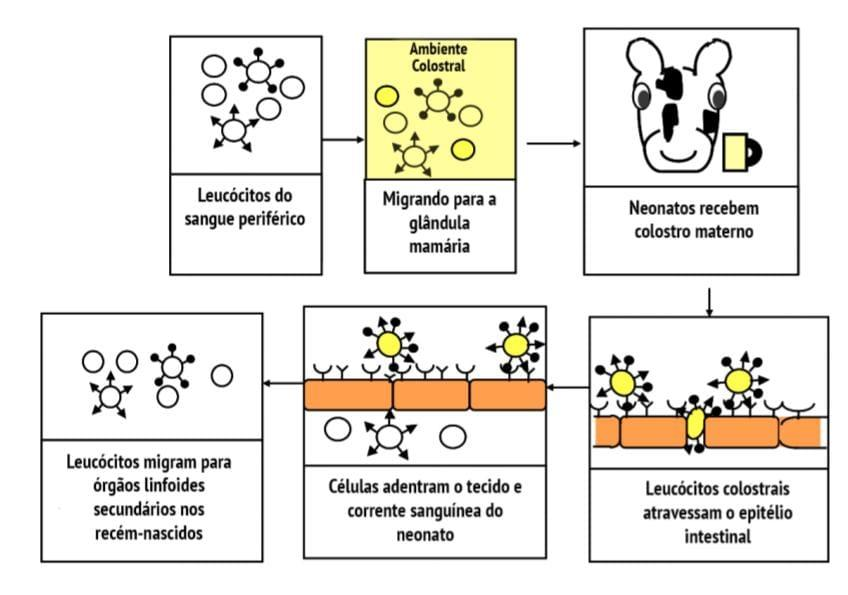 Leucócitos do
sangue periférico
Ambiente
Colostral
Migrando para a
glândula
mamária
Neonatos recebem
colostro materno
Leucócitos colostrais
atravessam o epitélio
intestinal
Células adentram o tecido e
corrente sanguínea do
neonato
Leucócitos migram para
órgãos linfoides
secundários nos
recém-nascidos